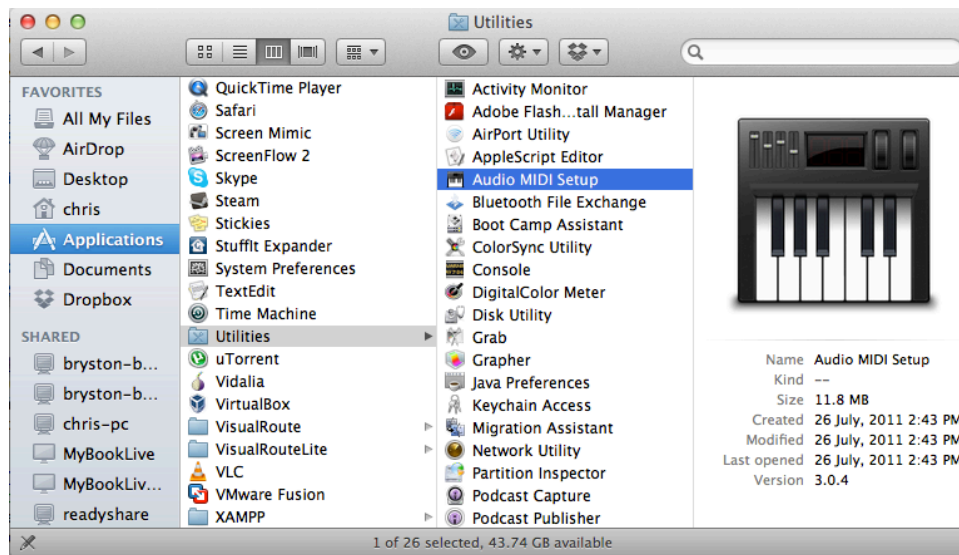 Utilities
FAVORITES
All My Files
AirDrop
Desktop
chris
Applications
Documents
Dropbox
SHARED
bryston-b...
bryston-b...
chris-pc
MyBookLive
MyBookLiv...
readyshare
QuickTime Player
Safari
Screen Mimic
ScreenFlow 2
Skype
Steam
Stickies
StuffIt Expander
System Preferences
TextEdit
Time Machine
Utilities
uTorrent
Vidalia
VirtualBox
VisualRoute
VisualRouteLite
VLC
VMware Fusion
XAMPP
Activity Monitor
Adobe Flash...tall Manager
AirPort Utility
AppleScript Editor
Audio MIDI Setup
Bluetooth File Exchange
Boot Camp Assistant
ColorSync Utility
Console
DigitalColor Meter
Disk Utility
Grab
Grapher
Java Preferences
Keychain Access
Migration Assistant
Network Utility
Partition Inspector
Podcast Capture
Podcast Publisher
Name Audio MIDI Setup
Kind --
Size 11.8 MB
Created 26 July, 2011 2:43 PM
Modified 26 July, 2011 2:43 PM
Last opened 26 July, 2011 2:43 PM
Version 3.0.4
1 of 26 selected, 43.74 GB available